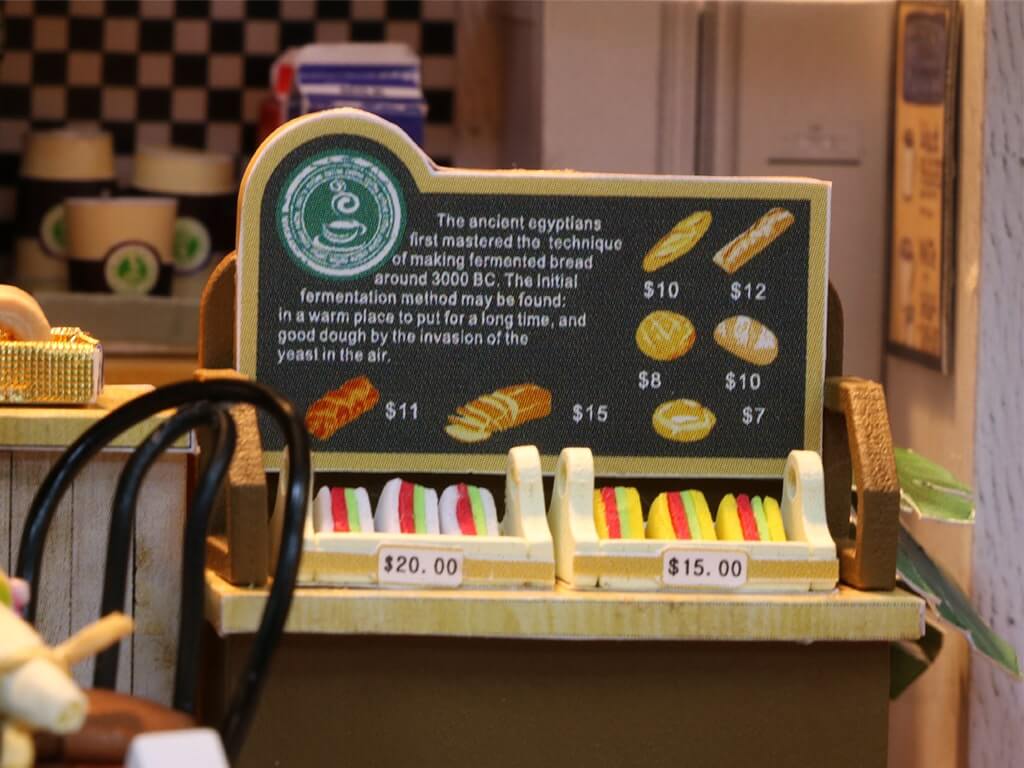 The ancient egyptians
first mastered the technique
of making fermented bread
around 3000 BC. The initial
fermentation method may be found:
in a warm place to put for a long time, and
good dough by the invasion of the
yeast in the air.
$10 $12
$8 $10
$11 $15 $7
$20.00 $15.00